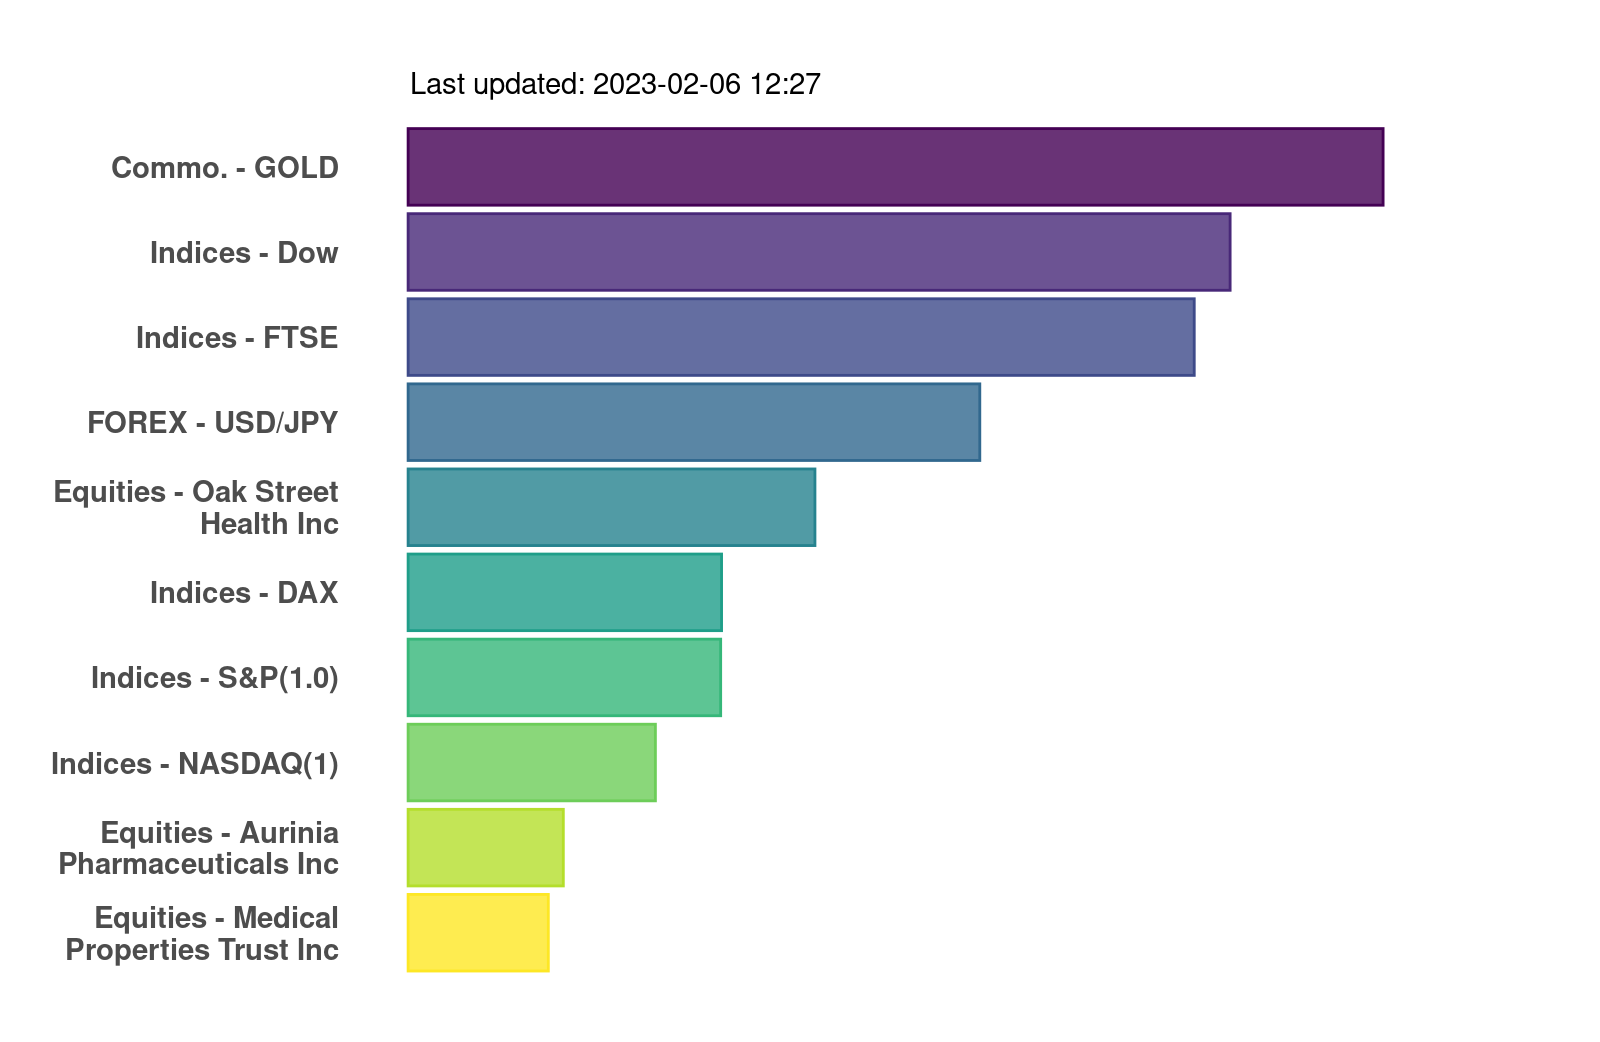 Last updated: 2023-02-06 12:27
Commo. - GOLD
Indices - Dow
Indices - FTSE
FOREX - USD/JPY
Equities - Oak Street
Health Inc
Indices - DAX
Indices - S&P(1.0)
Indices - NASDAQ(1)
Equities - Aurinia
Pharmaceuticals Inc
Equities - Medical
Properties Trust Inc